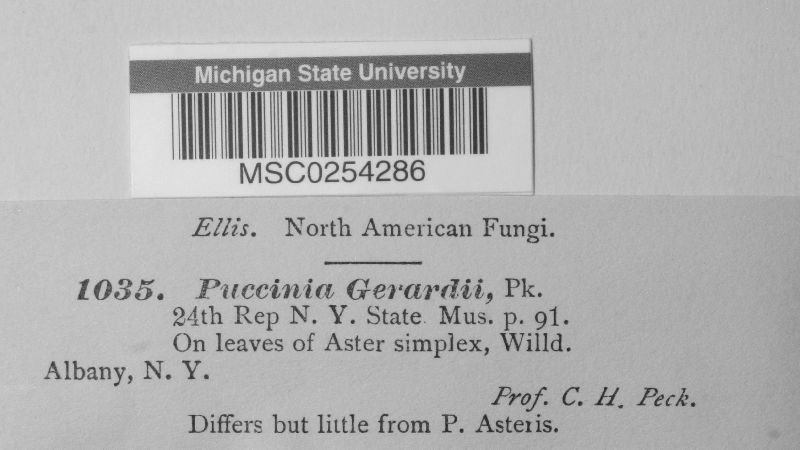 Michigan State University
MSC0254286
Ellis. North American Fungi.
1035. Puccinia Gerardii, Pk.
24th Rep N. Y. State Mus. p. 91.
On leaves of Aster simplex, Willd.
Albany, N. Y.
Prof. C. H. Peck.
Differs but little from P. Asteris.